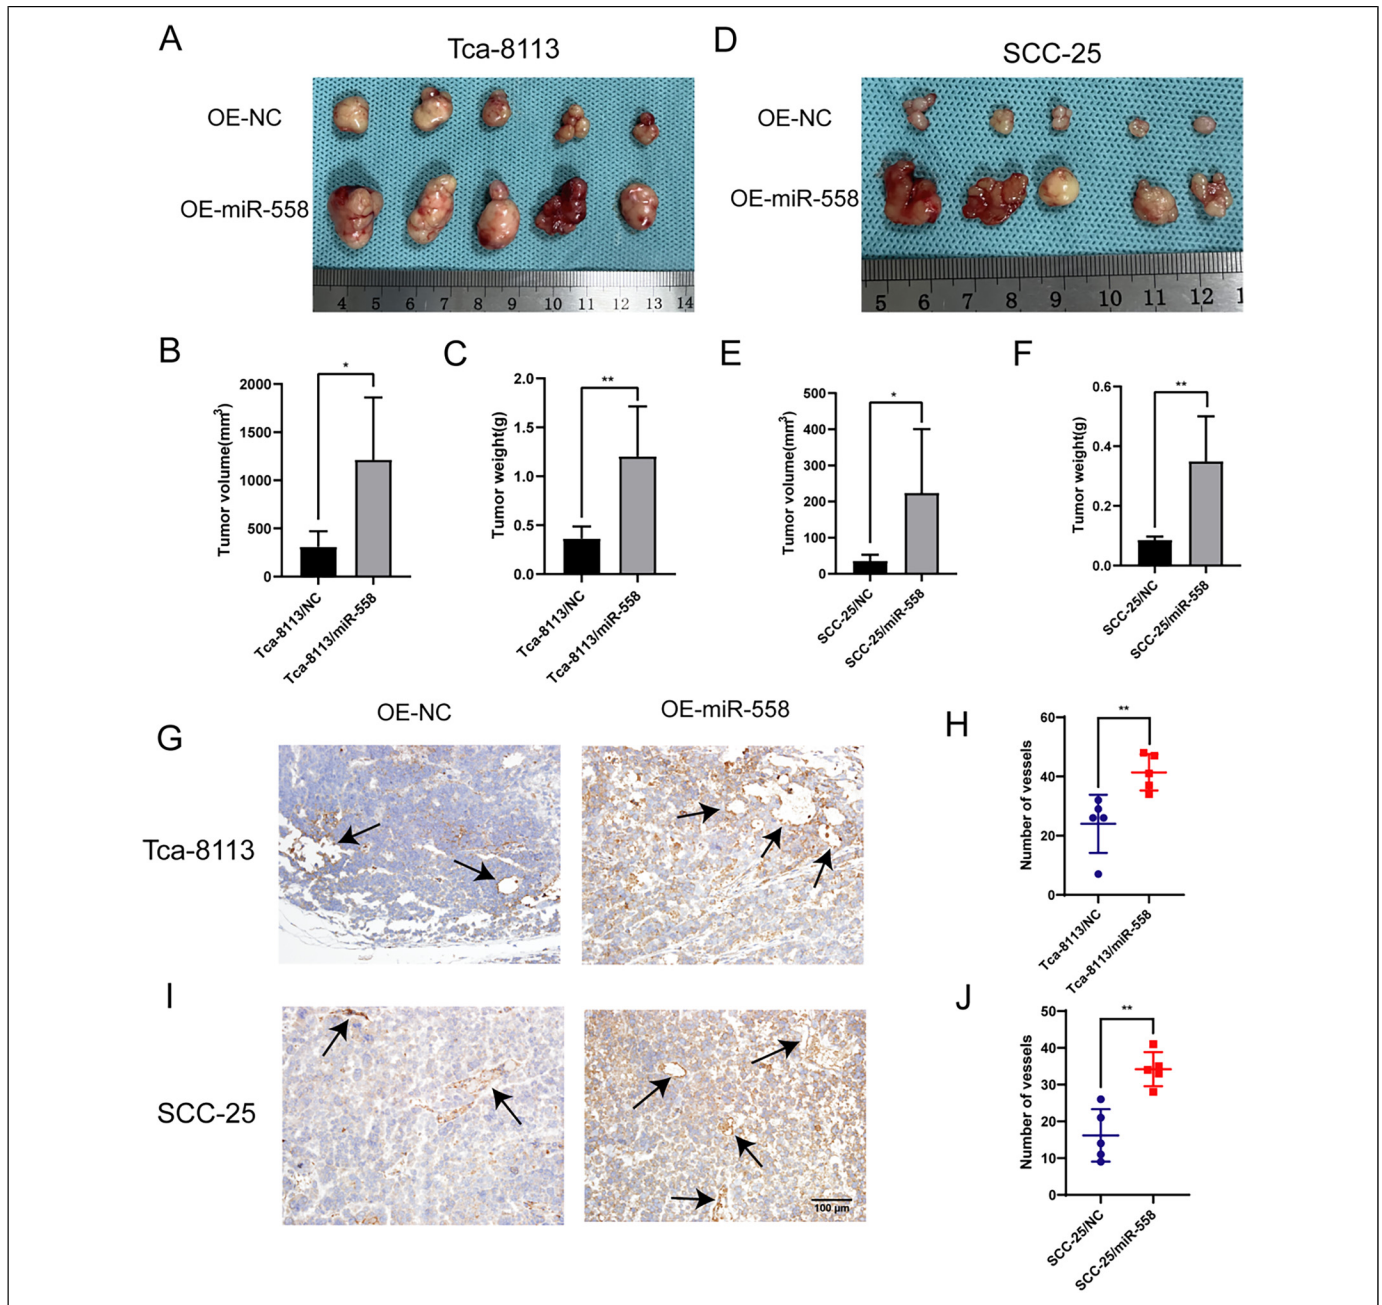 A
Tca-8113
D
SCC-25
OE-NC
OE-miR-558
4 5 6 7 8 9 10 11 12 13 14
OE-NC
OE-miR-558
5 6 7 8 9 10 11 12 1
B
Tumor volume(mm3)
2000
1500
1000
500
0
*
Tca-8113/NC
Tca-8113/miR-558
C
Tumor weight(g)
2.0
1.5
1.0
0.5
0.0
**
Tca-8113/NC
Tca-8113/miR-558
E
Tumor volume(mm3)
500
400
300
200
100
0
*
SCC-25/NC
SCC-25/miR-558
F
Tumor weight(g)
0.6
0.4
0.2
0.0
**
SCC-25/NC
SCC-25/miR-558
G
OE-NC
OE-miR-558
Tca-8113
H
Number of vessels
60
40
20
0
**
Tca-8113/NC
Tca-8113/miR-558
I
SCC-25
100 μm
J
Number of vessels
50
40
30
20
10
0
**
SCC-25/NC
SCC-25/miR-558